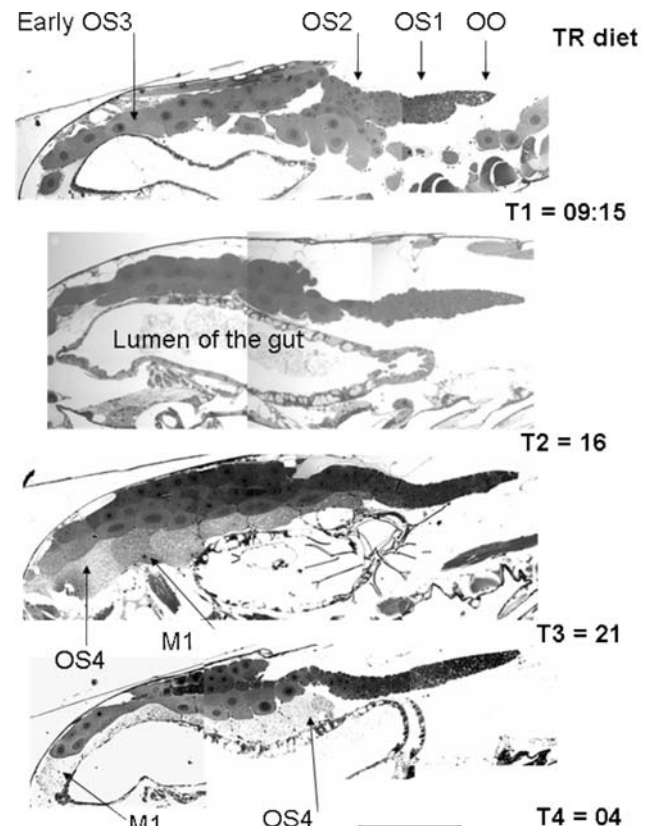 Early OS3 OS2 OS1 OO
TR diet
T1 = 09:15
Lumen of the gut
T2 = 16
M1
OS4
T3 = 21
M1 OS4
T4 = 04